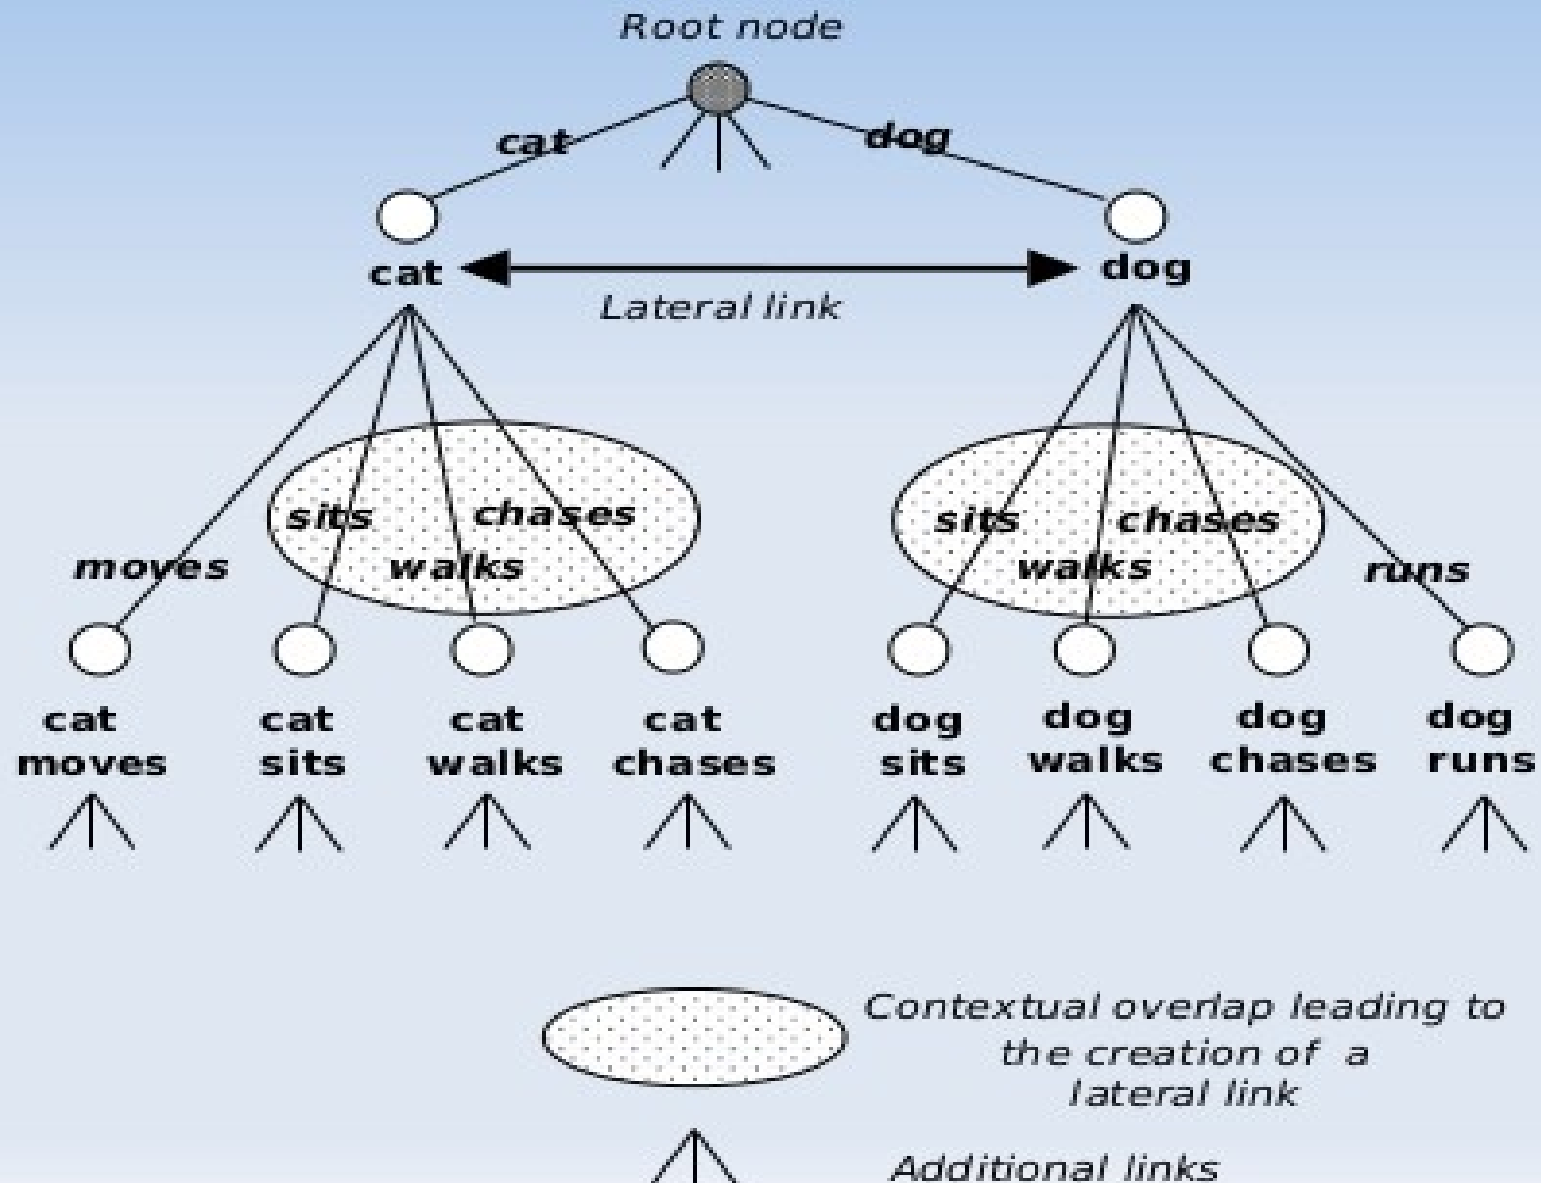 Root node
cat dog
cat dog
Lateral link
sits chases sits chases
moves walks walks runs
cat cat cat cat dog dog dog dog
moves sits walks chases sits walks chases runs
Contextual overlap leading to
the creation of a
lateral link
Additional links